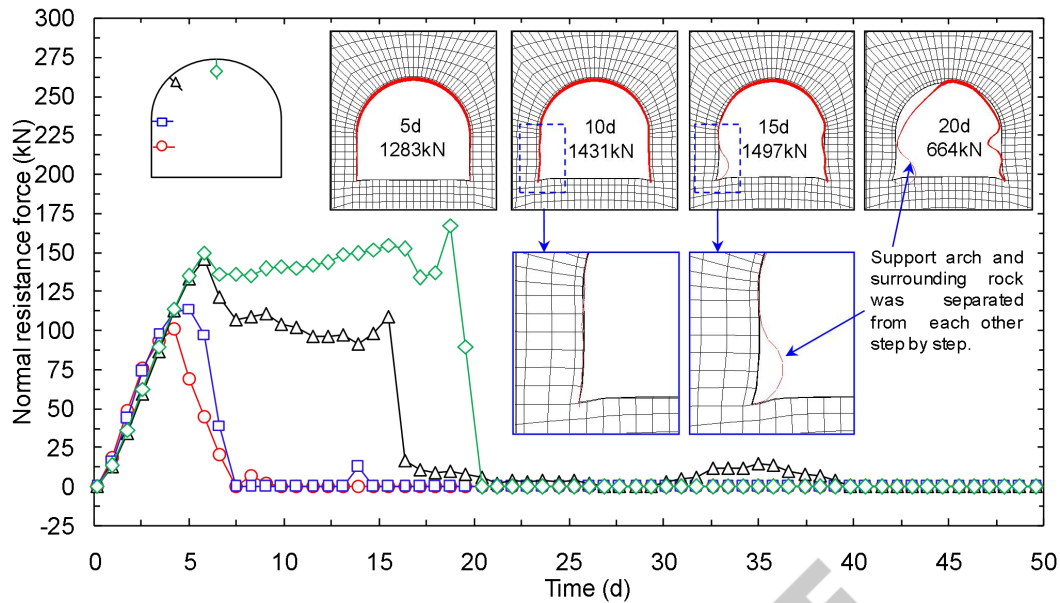 300
275
250
225
200
175
150
125
100
75
50
25
0
-25
Normal resistance force (kN)
5d
1283kN
10d
1431kN
15d
1497kN
20d
664kN
Support arch and
surrounding rock
was separated
from each other
step by step.
0 5 10 15 20 25 30 35 40 45 50
Time (d)